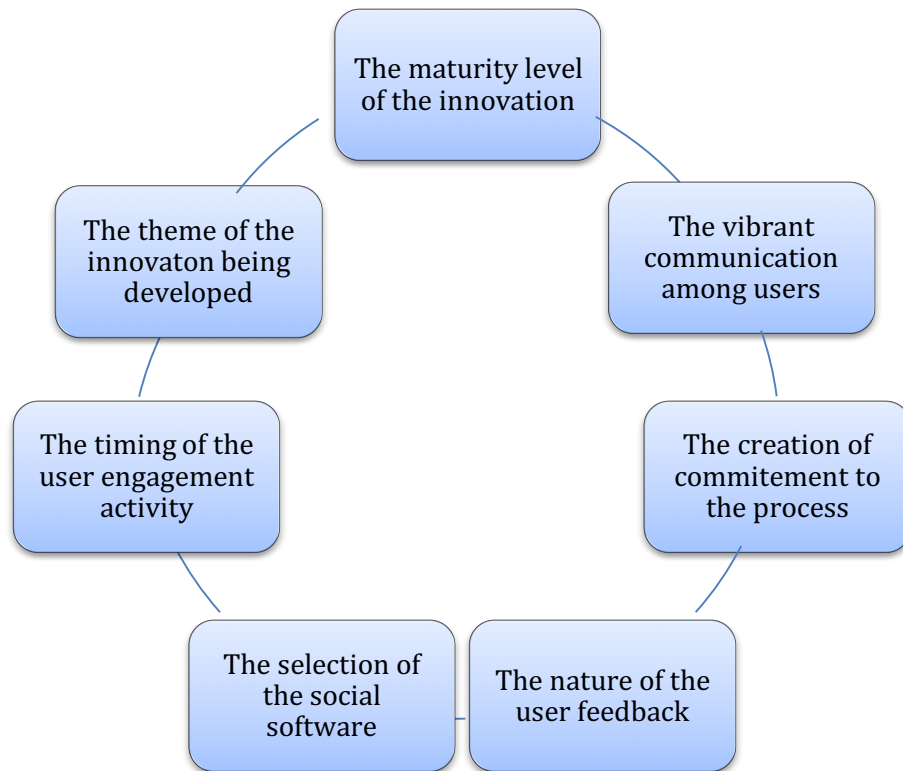 The maturity level
of the innovation
The vibrant
communication
among users
The creation of
commitement to
the process
The nature of the
user feedback
The selection of
the social
software
The timing of the
user engagement
activity
The theme of the
innovaton being
developed